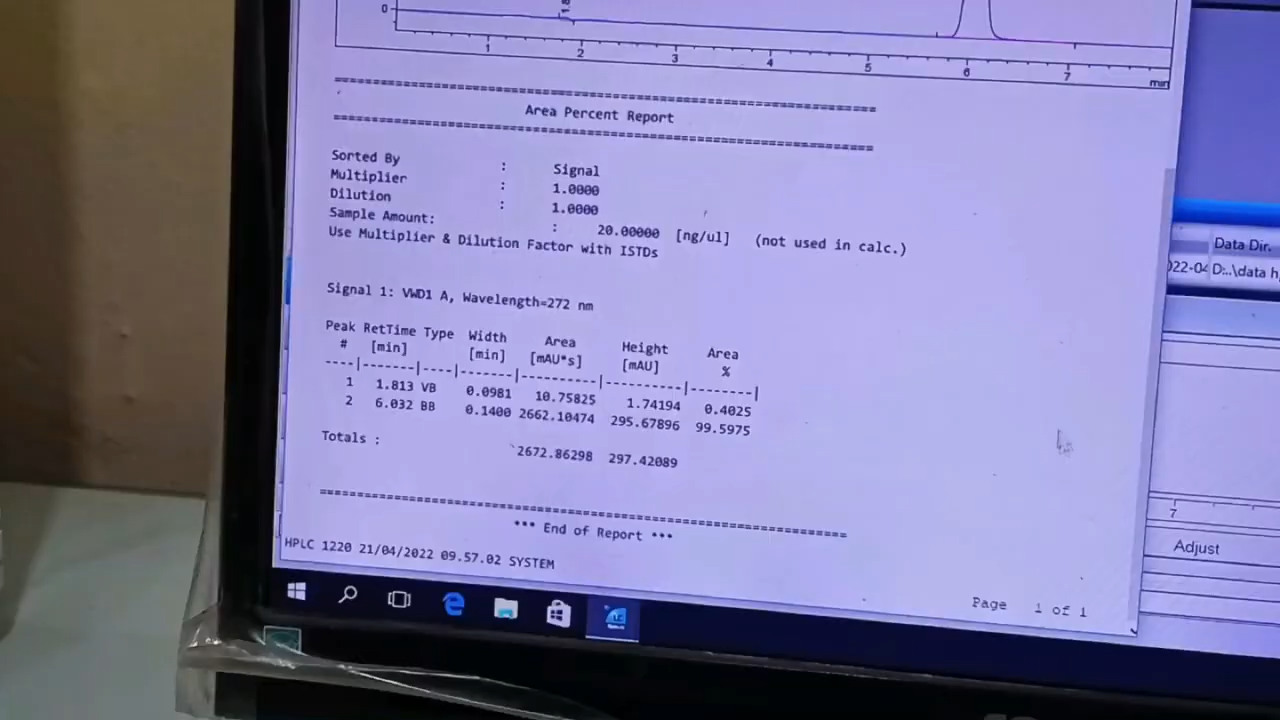 0
1 2 3 4 5 6 7 min
================================================================
Area Percent Report
================================================================
Sorted By : Signal
Multiplier : 1.0000
Dilution : 1.0000
Sample Amount: : 20.00000 [ng/ul] (not used in calc.)
Use Multiplier & Dilution Factor with ISTDs
Signal 1: VWD1 A, Wavelength=272 nm
Peak RetTime Type Width Area Height Area
# [min] [min] [mAU*s] [mAU] %
----|-------|----|-------|----------|----------|--------|
1 1.813 VB 0.0981 10.75825 1.74194 0.4025
2 6.032 BB 0.1400 2662.10474 295.67896 99.5975
Totals : 2672.86298 297.42089
================================================================
*** End of Report ***
HPLC 1220 21/04/2022 09.57.02 SYSTEM
Page 1 of 1
Data Dir.
022-04 D:..\data h
7
Adjust